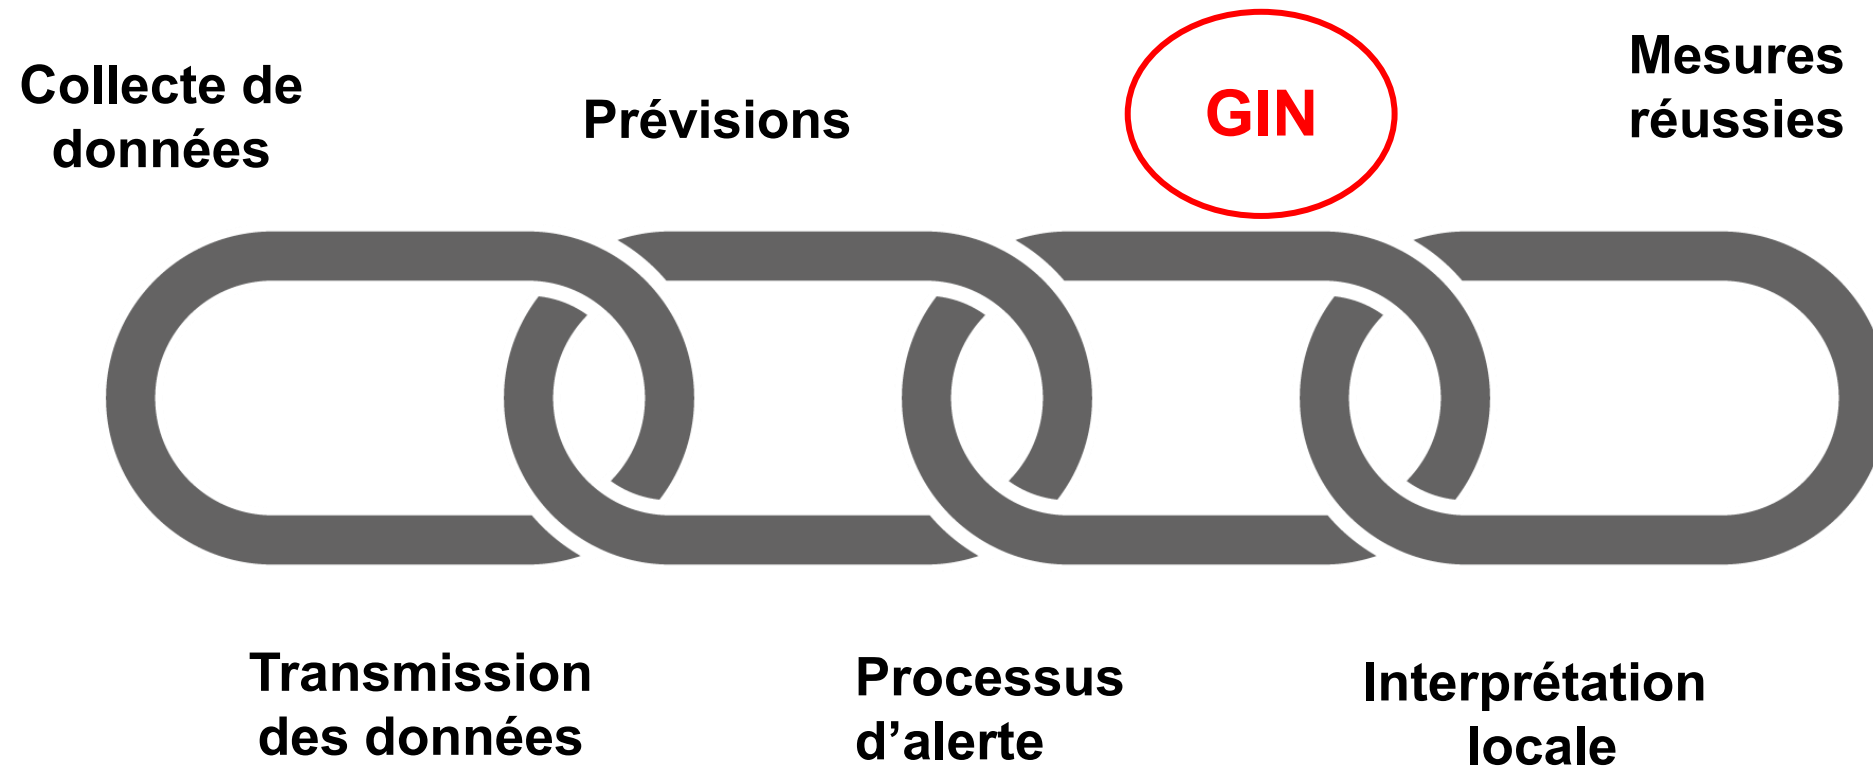 Collecte de
données
Transmission
des données
Prévisions
Processus
d’alerte
GIN
Interprétation
locale
Mesures
réussies